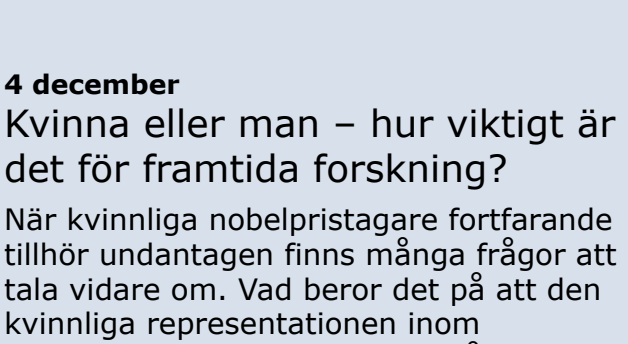 4 december
Kvinna eller man – hur viktigt är
det för framtida forskning?
När kvinnliga nobelpristagare fortfarande
tillhör undantagen finns många frågor att
tala vidare om. Vad beror det på att den
kvinnliga representationen inom